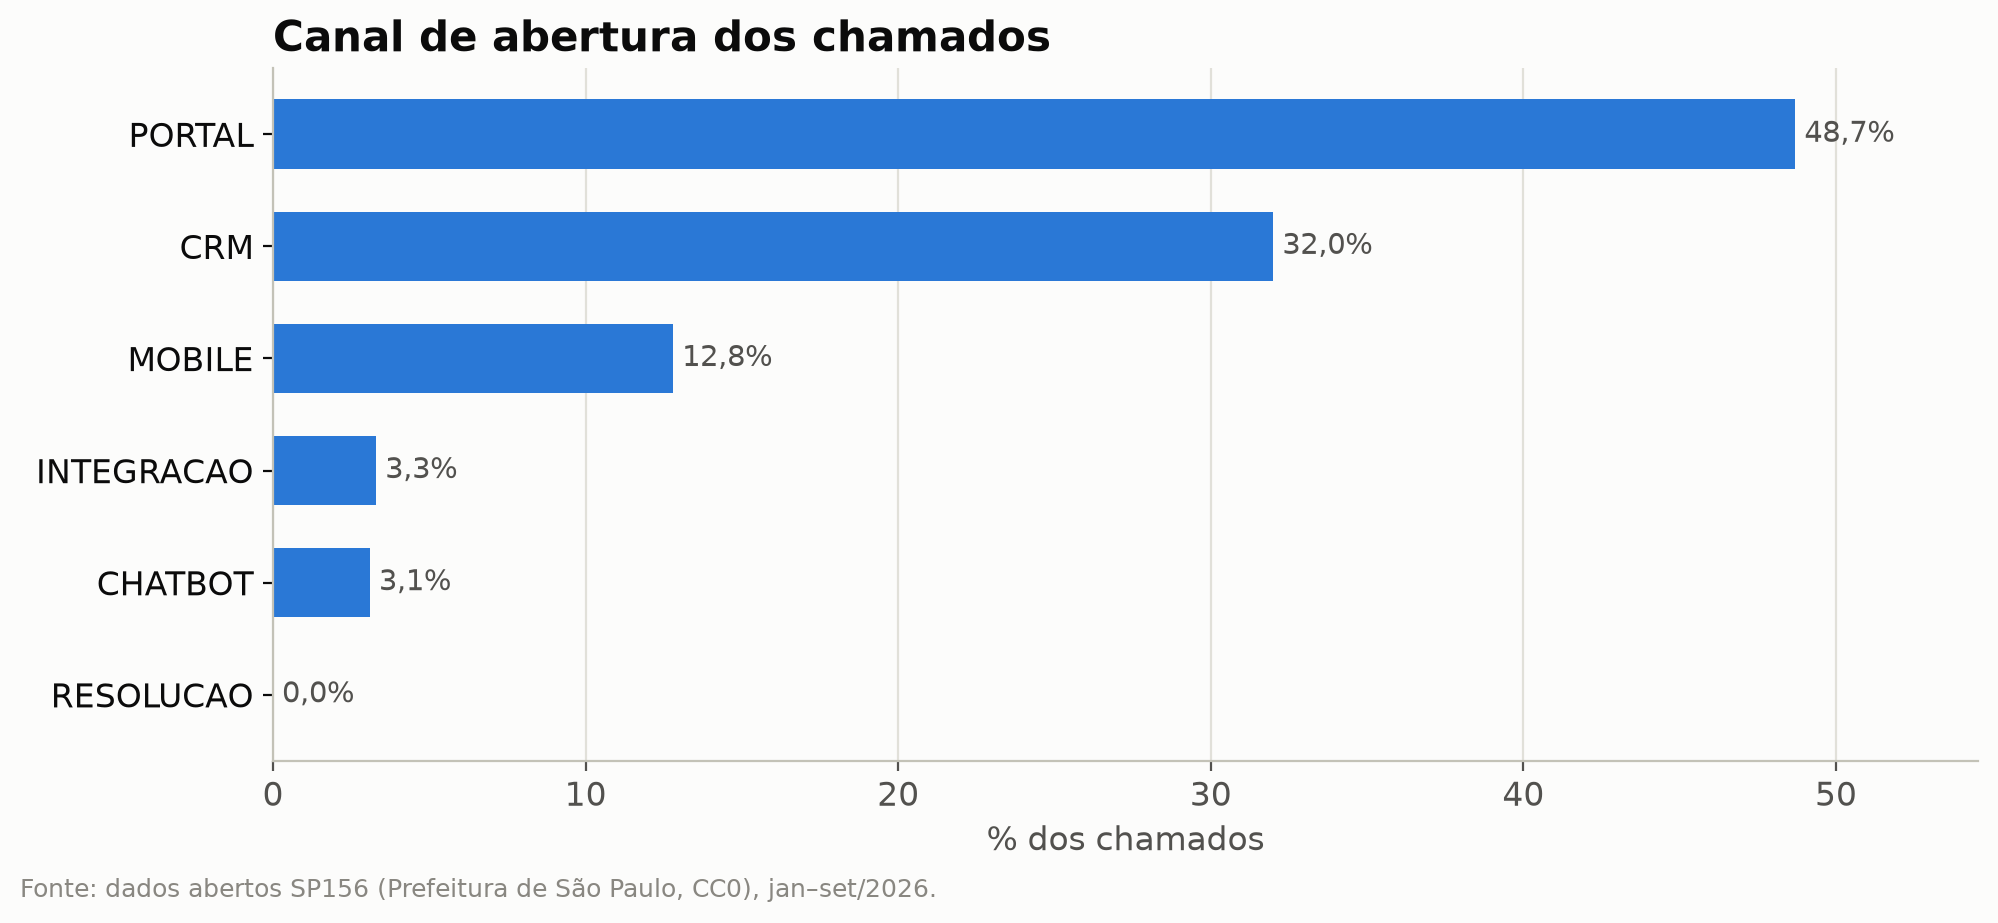 Canal de abertura dos chamados
PORTAL 48,7%
CRM 32,0%
MOBILE 12,8%
INTEGRACAO 3,3%
CHATBOT 3,1%
RESOLUCAO 0,0%
0 10 20 30 40 50
% dos chamados
Fonte: dados abertos SP156 (Prefeitura de São Paulo, CC0), jan–set/2026.